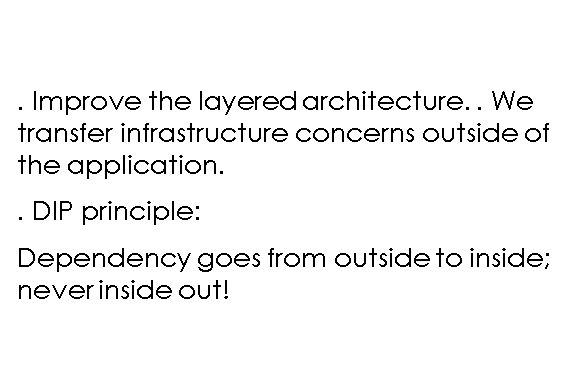 . Improve the layered architecture. . We
transfer infrastructure concerns outside of
the application.
. DIP principle:
Dependency goes from outside to inside;
never inside out!